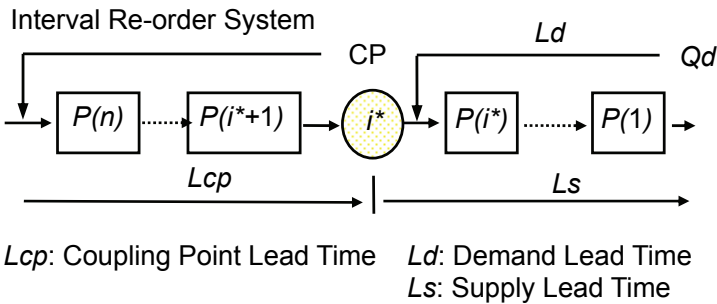 Interval Re-order System
CP
Ld
Qd
P(n)
P(i*+1)
i*
P(i*)
P(1)
Lcp
Ls
Lcp: Coupling Point Lead Time
Ld: Demand Lead Time
Ls: Supply Lead Time